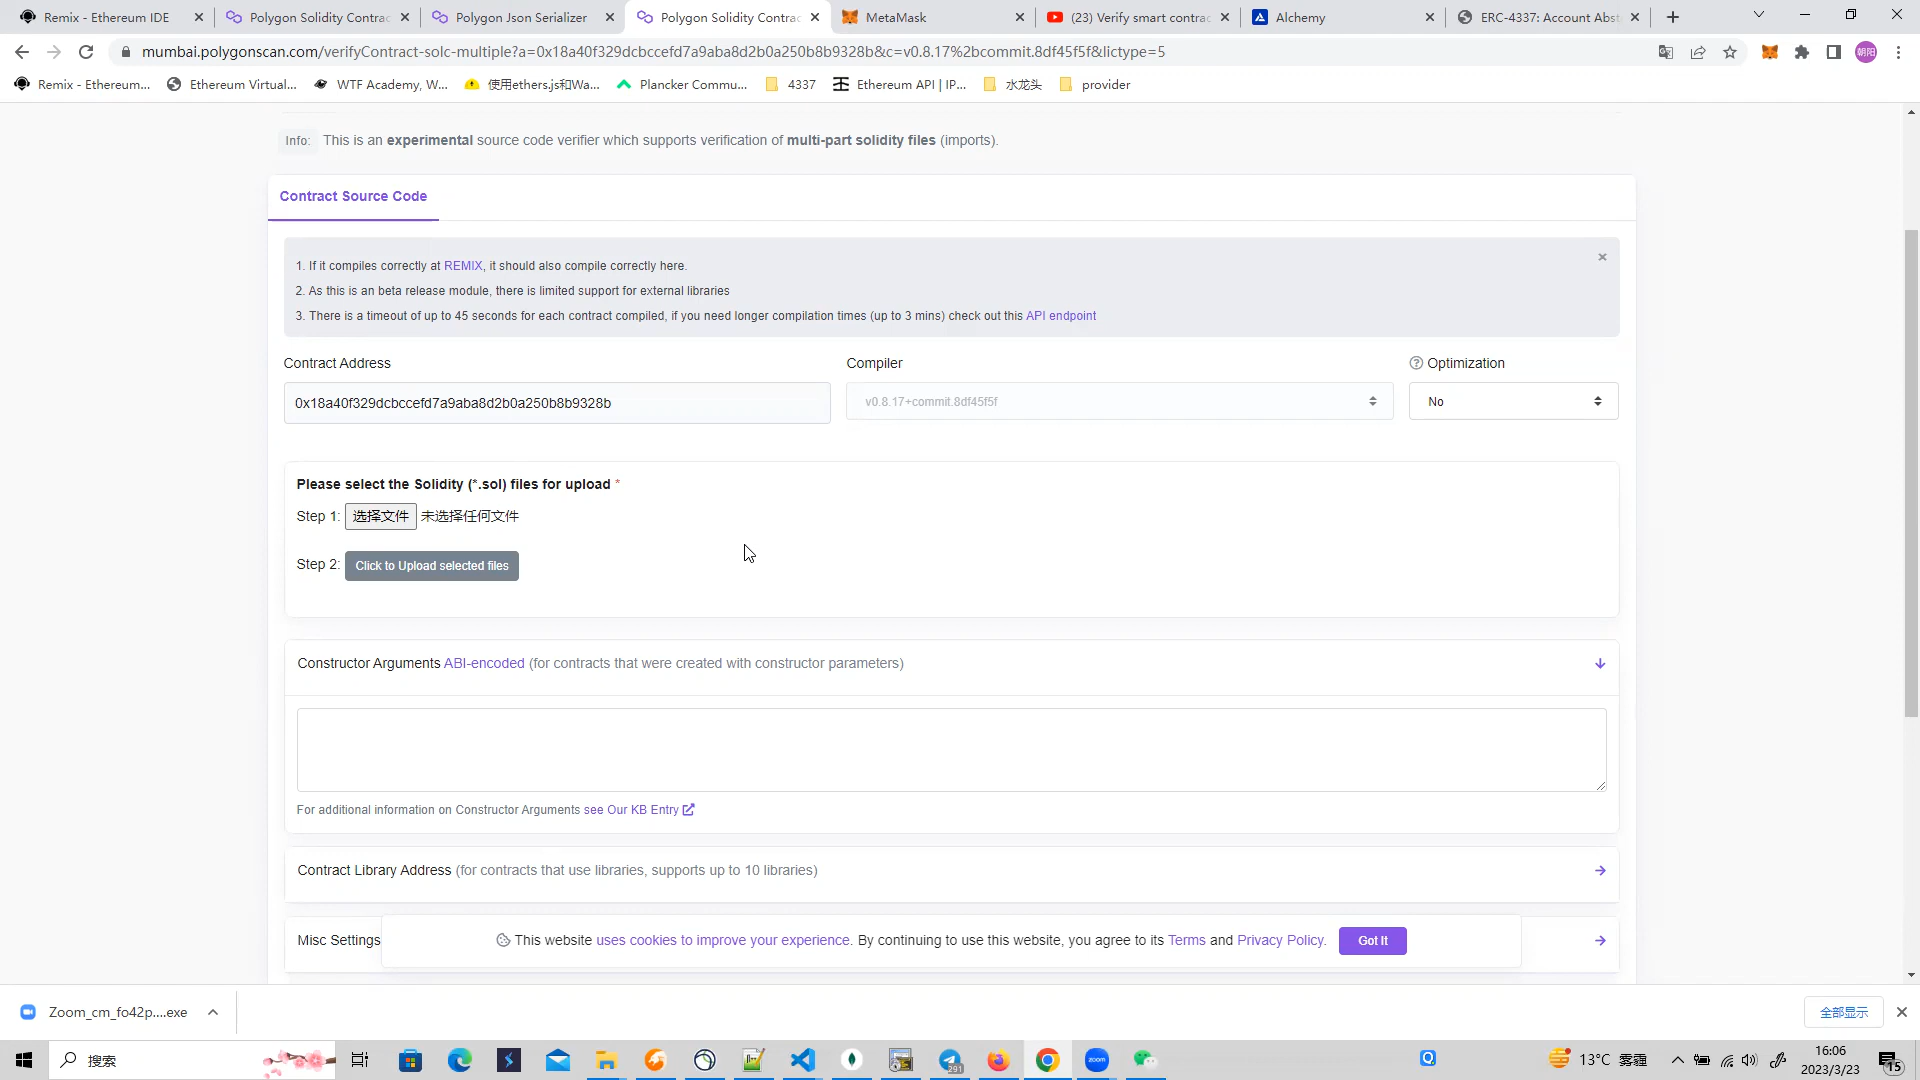 Remix - Ethereum IDE
Polygon Solidity Contrac
Polygon Json Serializer
Polygon Solidity Contrac
MetaMask
(23) Verify smart contrac
Alchemy
ERC-4337: Account Abst
mumbai.polygonscan.com/verifyContract-solc-multiple?a=0x18a40f329dcbccefd7a9aba8d2b0a250b8b9328b&c=v0.8.17%2bcommit.8df45f5f&lictype=5
朝阳
Remix - Ethereum...
Ethereum Virtual...
WTF Academy, W...
使用ethers.js和Wa...
Plancker Commu...
4337
Ethereum API | IP...
水龙头
provider
Info: This is an experimental source code verifier which supports verification of multi-part solidity files (imports).
Contract Source Code
1. If it compiles correctly at REMIX, it should also compile correctly here.
2. As this is an beta release module, there is limited support for external libraries
3. There is a timeout of up to 45 seconds for each contract compiled, if you need longer compilation times (up to 3 mins) check out this API endpoint
Contract Address
Compiler
Optimization
0x18a40f329dcbccefd7a9aba8d2b0a250b8b9328b
v0.8.17+commit.8df45f5f
No
Please select the Solidity (*.sol) files for upload *
Step 1: 选择文件 未选择任何文件
Step 2: Click to Upload selected files
Constructor Arguments ABI-encoded (for contracts that were created with constructor parameters)
For additional information on Constructor Arguments see Our KB Entry
Contract Library Address (for contracts that use libraries, supports up to 10 libraries)
Misc Settings
This website uses cookies to improve your experience. By continuing to use this website, you agree to its Terms and Privacy Policy.
Got It
Zoom_cm_fo42p....exe
全部显示
搜索
zoom
291
13°C 雾霾
16:06
2023/3/23
15